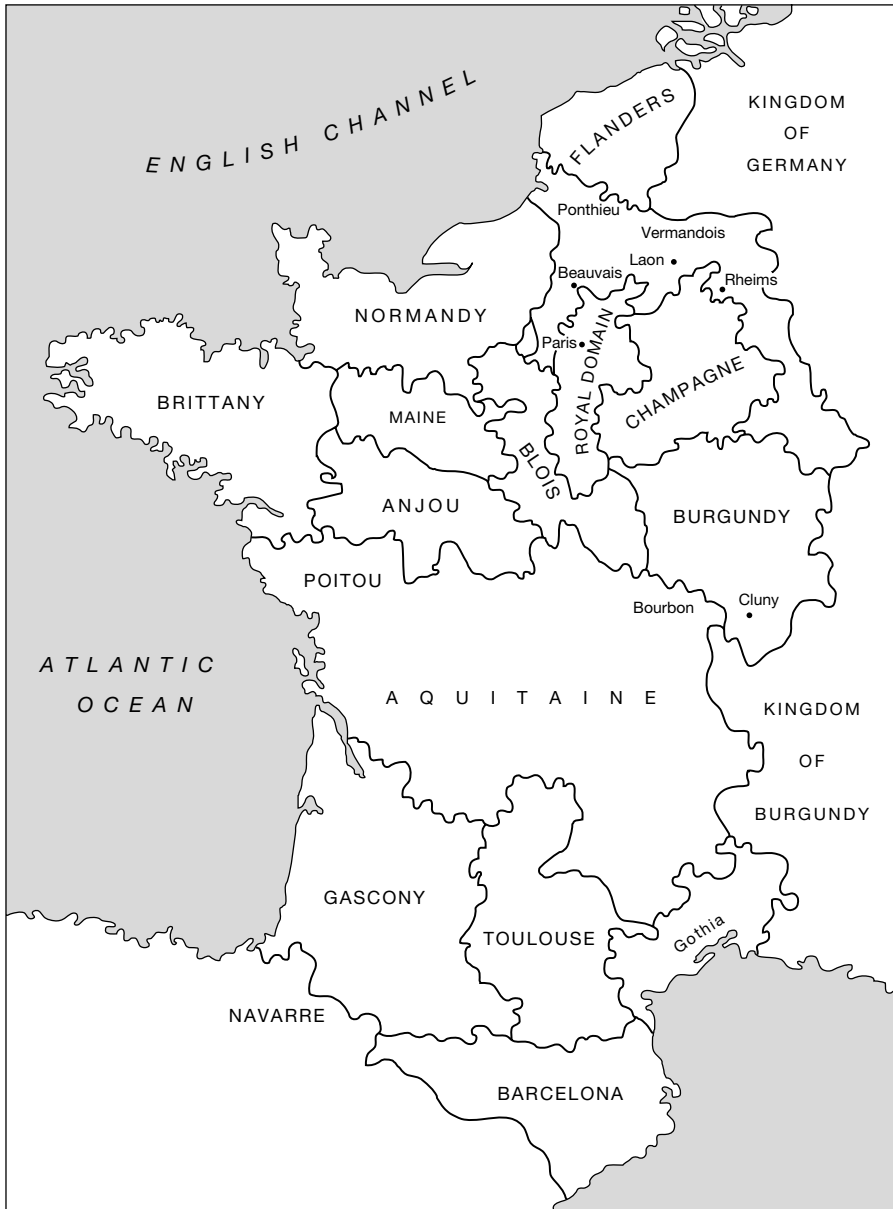 ENGLISH CHANNEL
FLANDERS
KINGDOM
OF
GERMANY
Ponthieu
Vermandois
Laon
Beauvais
Rheims
NORMANDY
Paris
ROYAL DOMAIN
CHAMPAGNE
BRITTANY
MAINE
BLOIS
ANJOU
BURGUNDY
POITOU
Bourbon
Cluny
ATLANTIC
OCEAN
AQUITAINE
KINGDOM
OF
BURGUNDY
GASCONY
TOULOUSE
Gothia
NAVARRE
BARCELONA